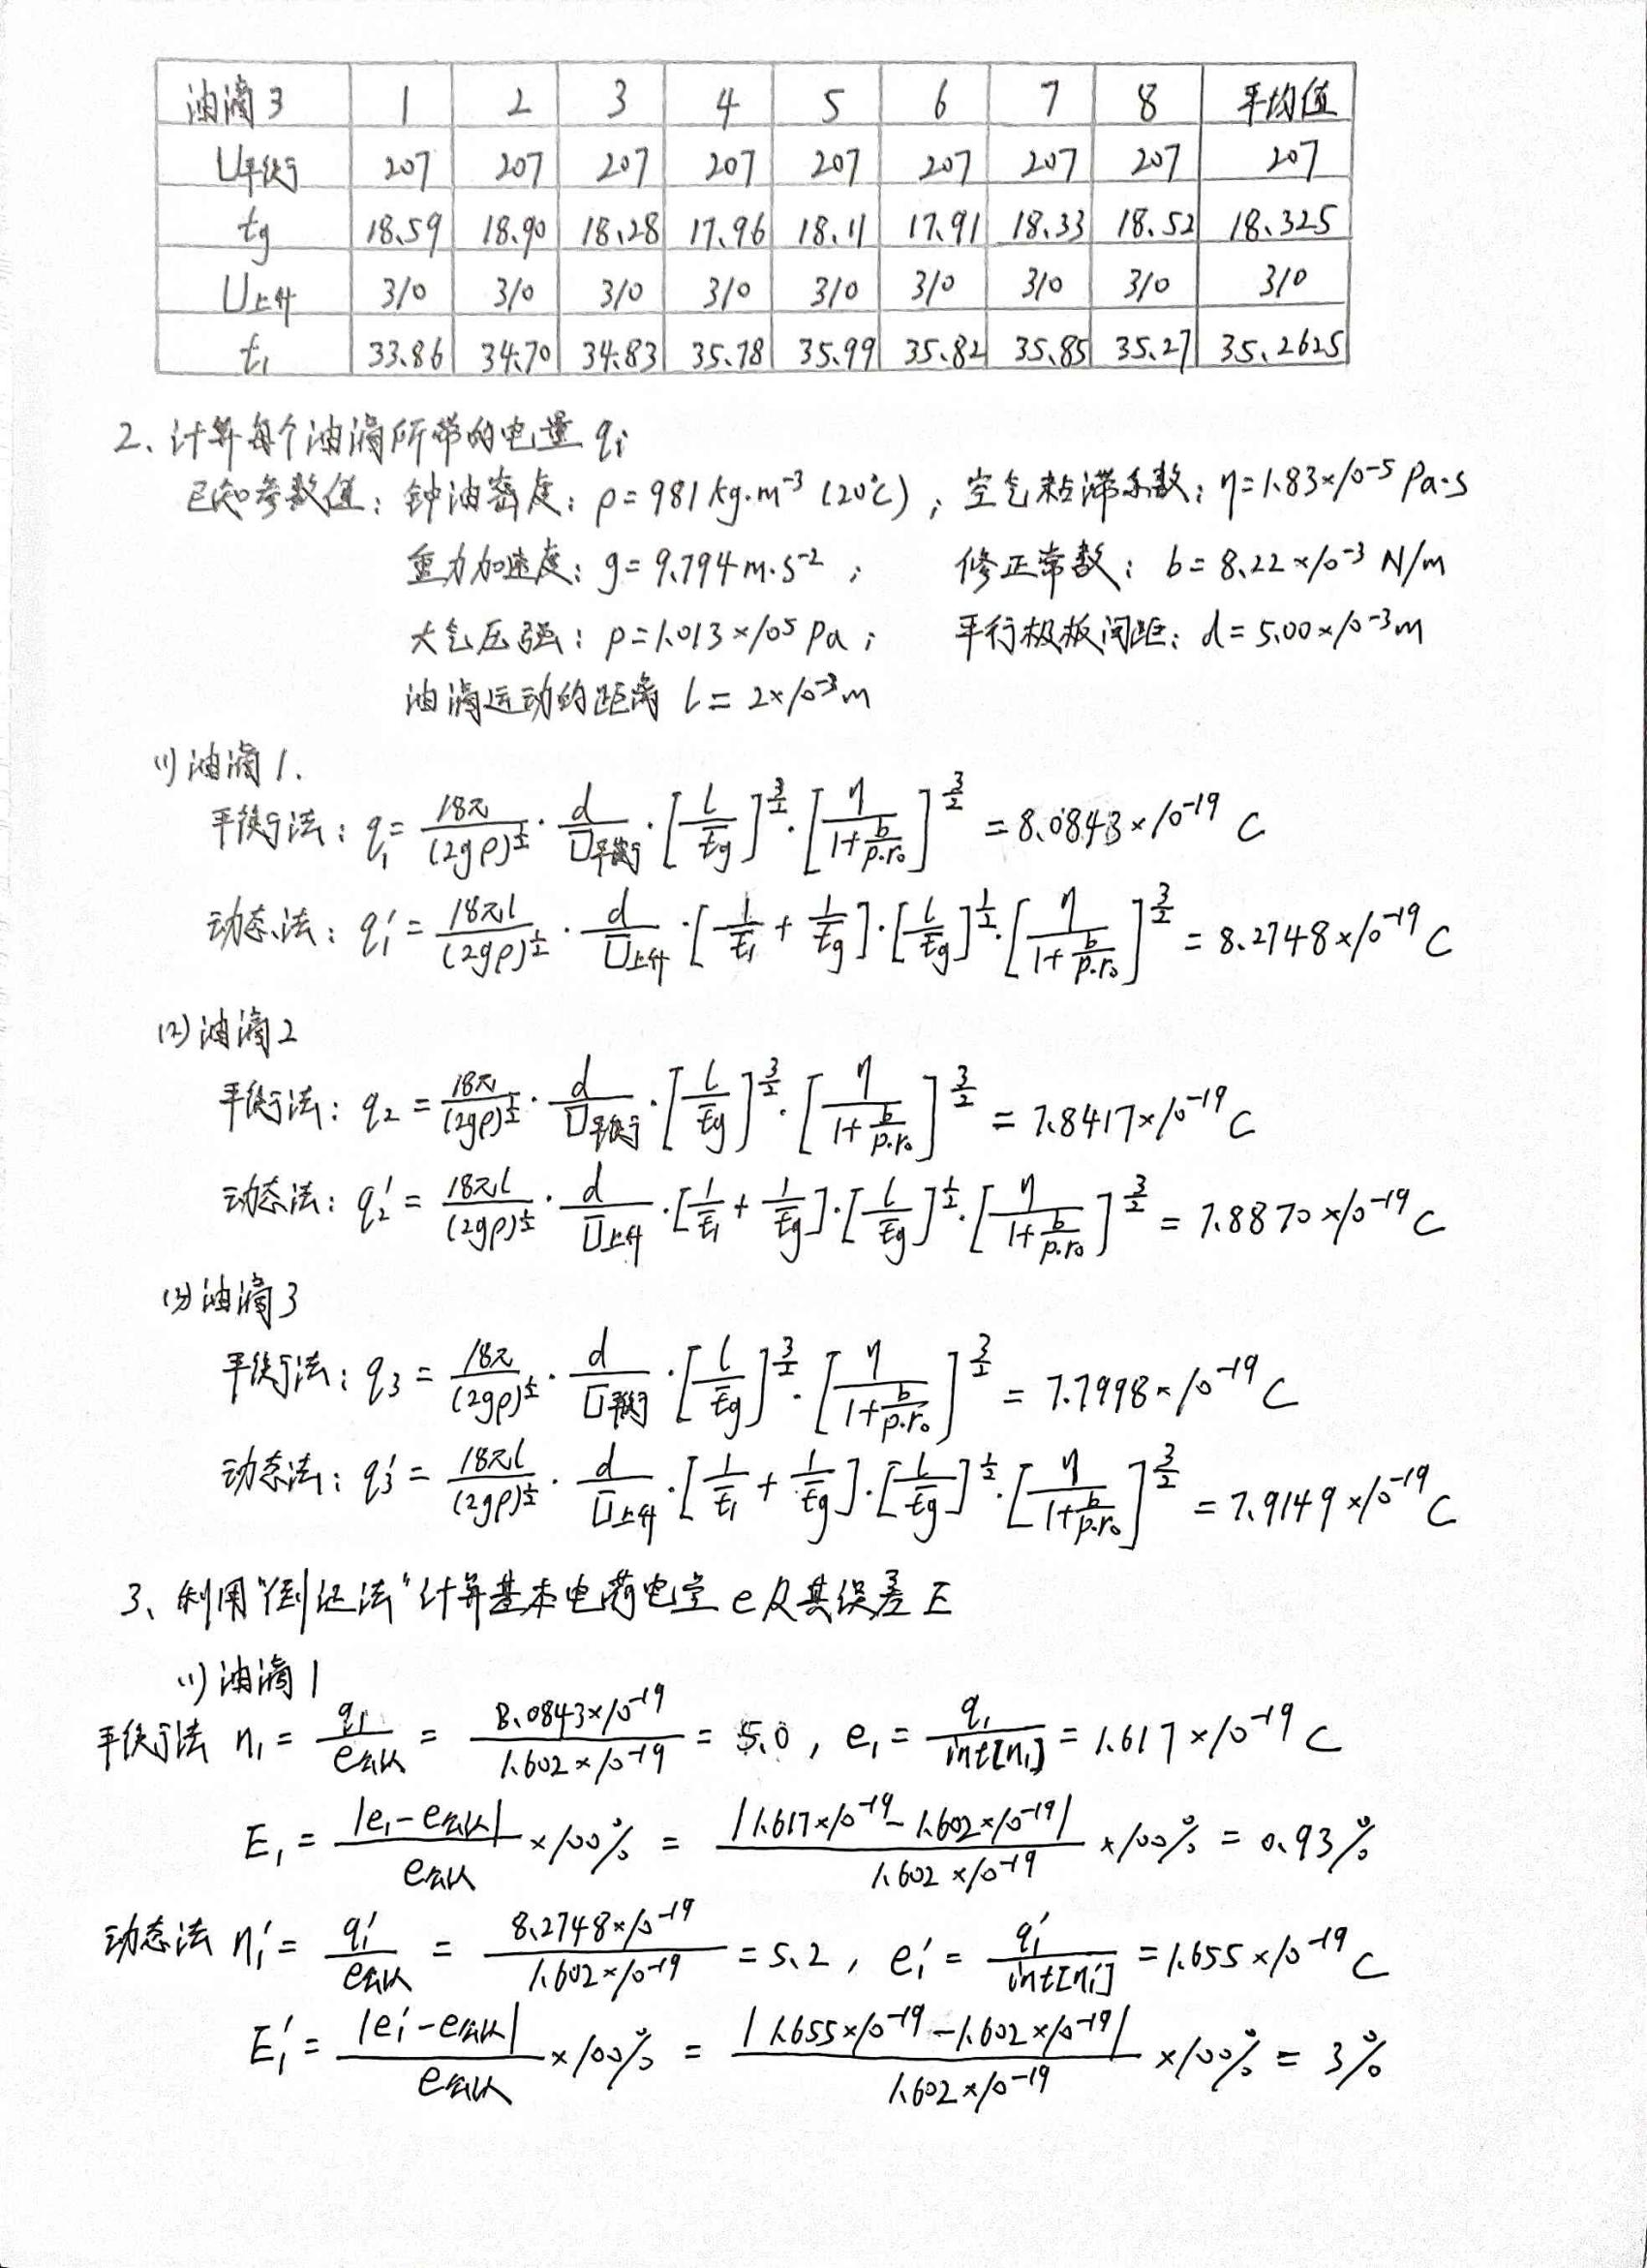 油滴3 1 2 3 4 5 6 7 8 平均值
U平衡 207 207 207 207 207 207 207 207 207
tg 18.59 18.90 18.28 17.96 18.11 17.91 18.33 18.52 18.325
U上升 310 310 310 310 310 310 310 310 310
t₁ 33.86 34.70 34.83 35.78 35.99 35.82 35.85 35.27 35.2625
2、计算每个油滴所带的电量 qᵢ
已知参数值：钟油密度：ρ=981kg·m⁻³（20℃），空气粘滞系数：η=1.83×10⁻⁵Pa·s
重力加速度：g=9.794m·s⁻²； 修正常数：b=8.22×10⁻³N/m
大气压强：p=1.013×10⁵Pa； 平行极板间距：d=5.00×10⁻³m
油滴运动的距离 l=2×10⁻³m
(1)油滴1.
平衡法：q₁=18π/(2gρ)^½·d/U平衡·[l/tg]^(3/2)·[η/(1+b/(p·r₀))]^(3/2)=8.0843×10⁻¹⁹C
动态法：q₁′=18πl/(2gρ)^½·d/U上升·[1/t₁+1/tg]·[l/tg]^½·[η/(1+b/(p·r₀))]^(3/2)=8.2748×10⁻¹⁹C
(2)油滴2
平衡法：q₂=18π/(2gρ)^½·d/U平衡·[l/tg]^(3/2)·[η/(1+b/(p·r₀))]^(3/2)=7.8417×10⁻¹⁹C
动态法：q₂′=18πl/(2gρ)^½·d/U上升·[1/t₁+1/tg]·[l/tg]^½·[η/(1+b/(p·r₀))]^(3/2)=7.8870×10⁻¹⁹C
(3)油滴3
平衡法：q₃=18π/(2gρ)^½·d/U平衡·[l/tg]^(3/2)·[η/(1+b/(p·r₀))]^(3/2)=7.7998×10⁻¹⁹C
动态法：q₃′=18πl/(2gρ)^½·d/U上升·[1/t₁+1/tg]·[l/tg]^½·[η/(1+b/(p·r₀))]^(3/2)=7.9149×10⁻¹⁹C
3、利用“倒证法”计算基本电荷电量e及其误差E
(1)油滴1
平衡法 n₁=q₁/e公认=8.0843×10⁻¹⁹/1.602×10⁻¹⁹=5.0，e₁=q₁/int[n₁]=1.617×10⁻¹⁹C
E₁=|e₁-e公认|/e公认×100%=|1.617×10⁻¹⁹-1.602×10⁻¹⁹|/1.602×10⁻¹⁹×100%=0.93%
动态法 n₁′=q₁′/e公认=8.2748×10⁻¹⁹/1.602×10⁻¹⁹=5.2，e₁′=q₁′/int[n₁′]=1.655×10⁻¹⁹C
E₁′=|e₁′-e公认|/e公认×100%=|1.655×10⁻¹⁹-1.602×10⁻¹⁹|/1.602×10⁻¹⁹×100%=3%